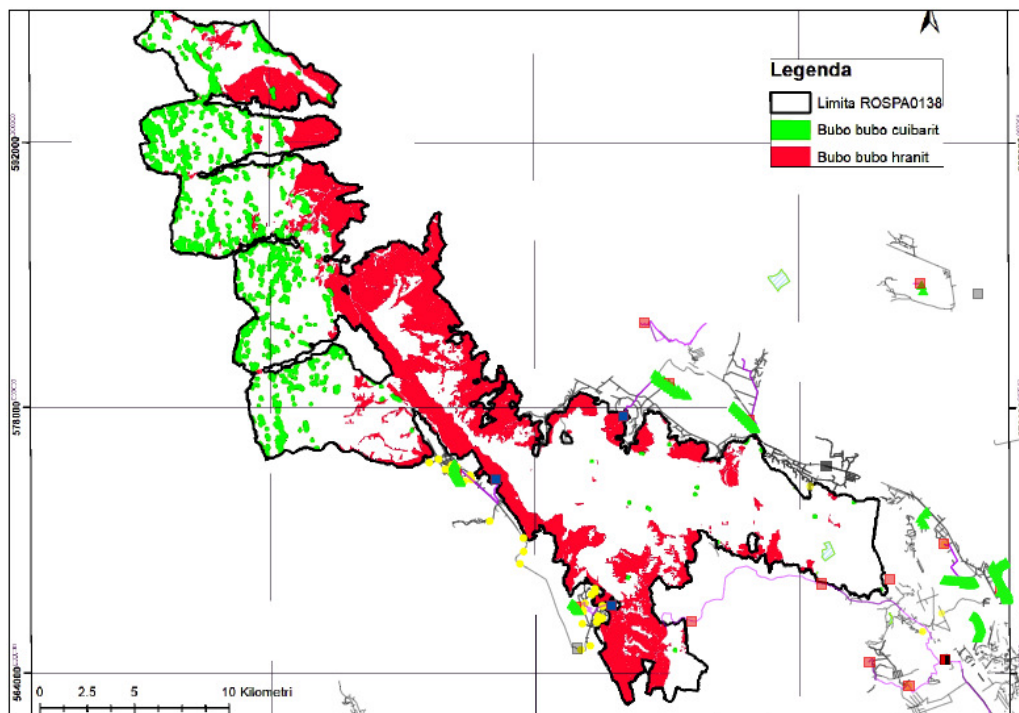 Legenda
Limita ROSPA0138
Bubo bubo cuibarit
Bubo bubo hranit
592000
578000
564000
0 2.5 5 10 Kilometri